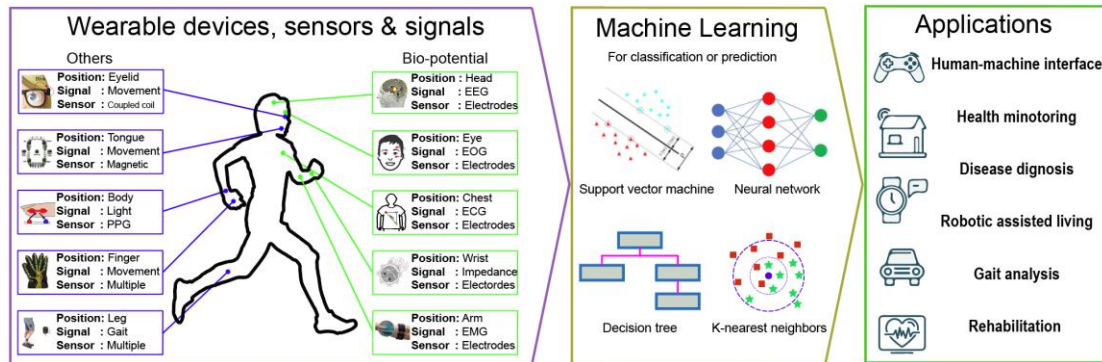 Wearable devices, sensors & signals
Others
Position: Eyelid
Signal : Movement
Sensor : Coupled coil
Position: Tongue
Signal : Movement
Sensor : Magnetic
Position: Body
Signal : Light
Sensor : PPG
Position: Finger
Signal : Movement
Sensor : Multiple
Position: Leg
Signal : Gait
Sensor : Multiple
Bio-potential
Position : Head
Signal : EEG
Sensor : Electrodes
Position : Eye
Signal : EOG
Sensor : Electrodes
Position : Chest
Signal : ECG
Sensor : Electrodes
Position : Wrist
Signal : Impedance
Sensor : Electordes
Position : Arm
Signal : EMG
Sensor : Electrodes
Machine Learning
For classification or prediction
Support vector machine
Neural network
Decision tree
K-nearest neighbors
Applications
Human-machine interface
Health minotoring
Disease dignosis
Robotic assisted living
Gait analysis
Rehabilitation